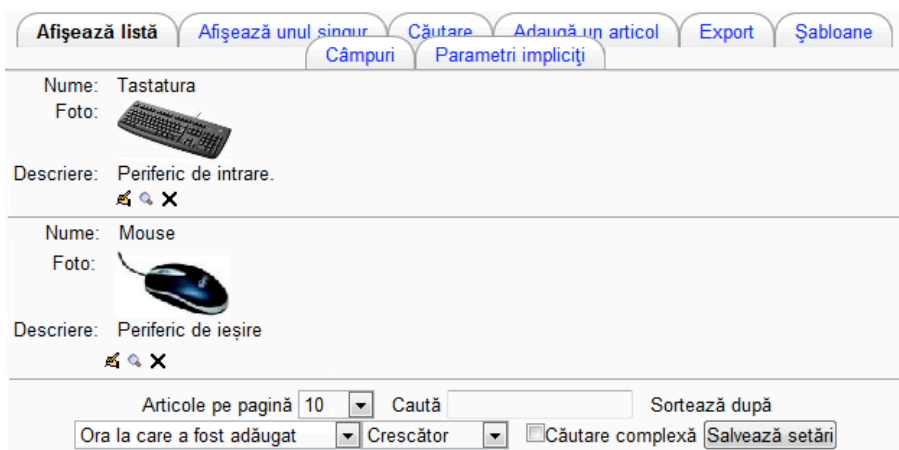 Afişează listă Afişează unul singur Căutare Adaugă un articol Export Şabloane
Câmpuri Parametri impliciţi
Nume: Tastatura
Foto:
Descriere: Periferic de intrare.
Nume: Mouse
Foto:
Descriere: Periferic de ieșire
Articole pe pagină 10 Caută Sortează după
Ora la care a fost adăugat Crescător Căutare complexă Salvează setări